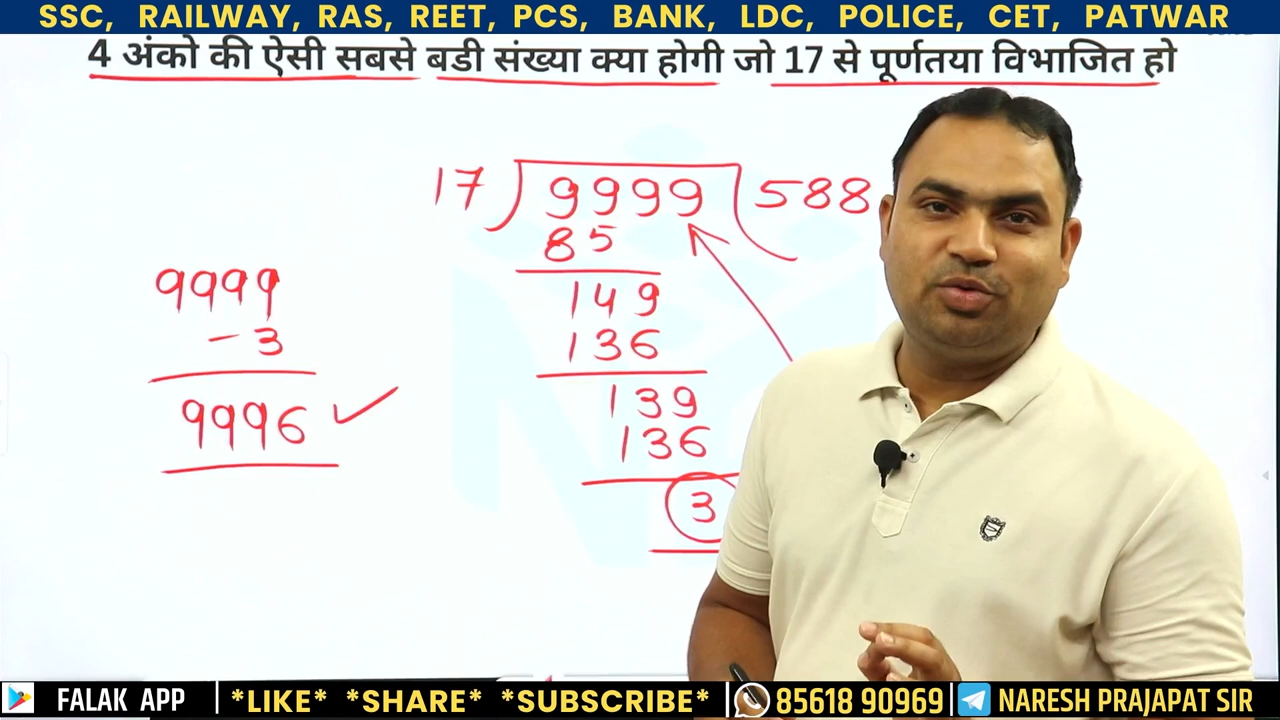 SSC, RAILWAY, RAS, REET, PCS, BANK, LDC, POLICE, CET, PATWAR
4 अंको की ऐसी सबसे बडी संख्या क्या होगी जो 17 से पूर्णतया विभाजित हो
17 ) 9999 ( 588
85
149
136
139
136
3
9999
- 3
9996 ✓
FALAK APP *LIKE* *SHARE* *SUBSCRIBE* 85618 90969 NARESH PRAJAPAT SIR